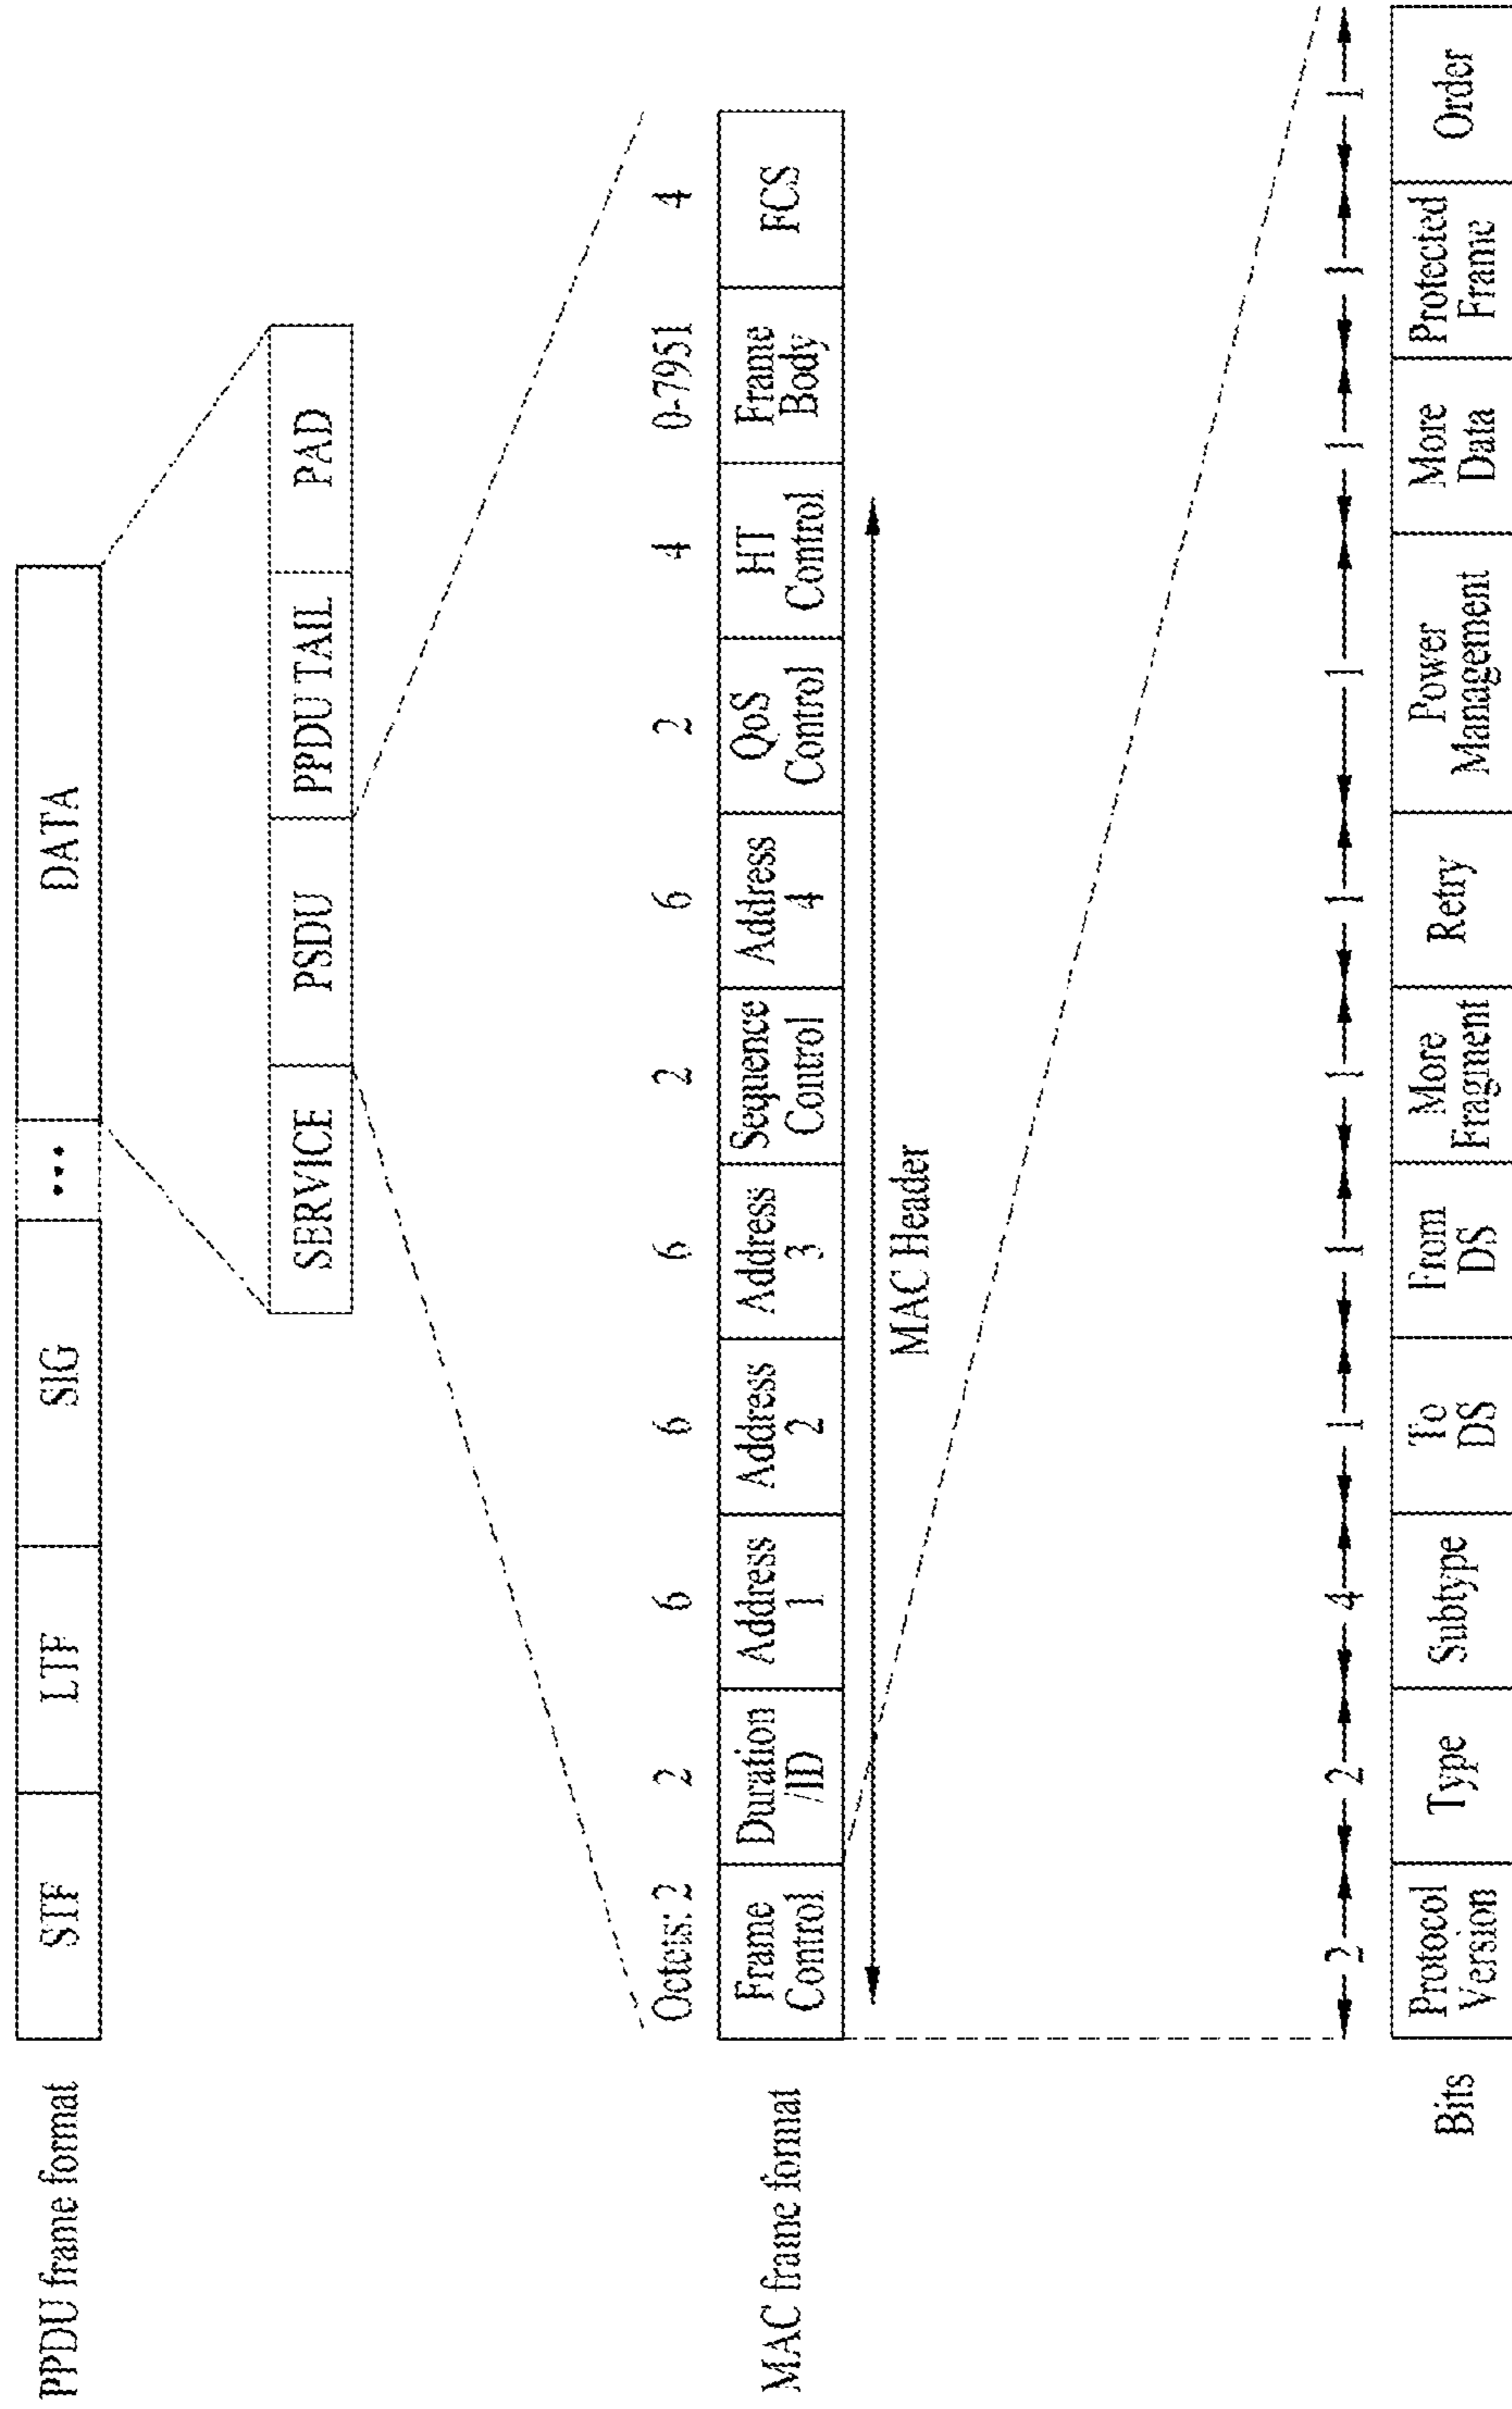 PPDU frame format
STF LTF SIG ••• DATA
SERVICE PSDU PPDU TAIL PAD
MAC frame format
Octets: 2 2 6 6 6 2 6 2 4 0-7951 4
Frame Control
Duration /ID
Address 1
Address 2
Address 3
Sequence Control
Address 4
QoS Control
HT Control
Frame Body
FCS
MAC Header
2 2 4 1 1 1 1 1 1 1 1
Bits
Protocol Version
Type
Subtype
To DS
From DS
More Fragment
Retry
Power Management
More Data
Protected Frame
Order